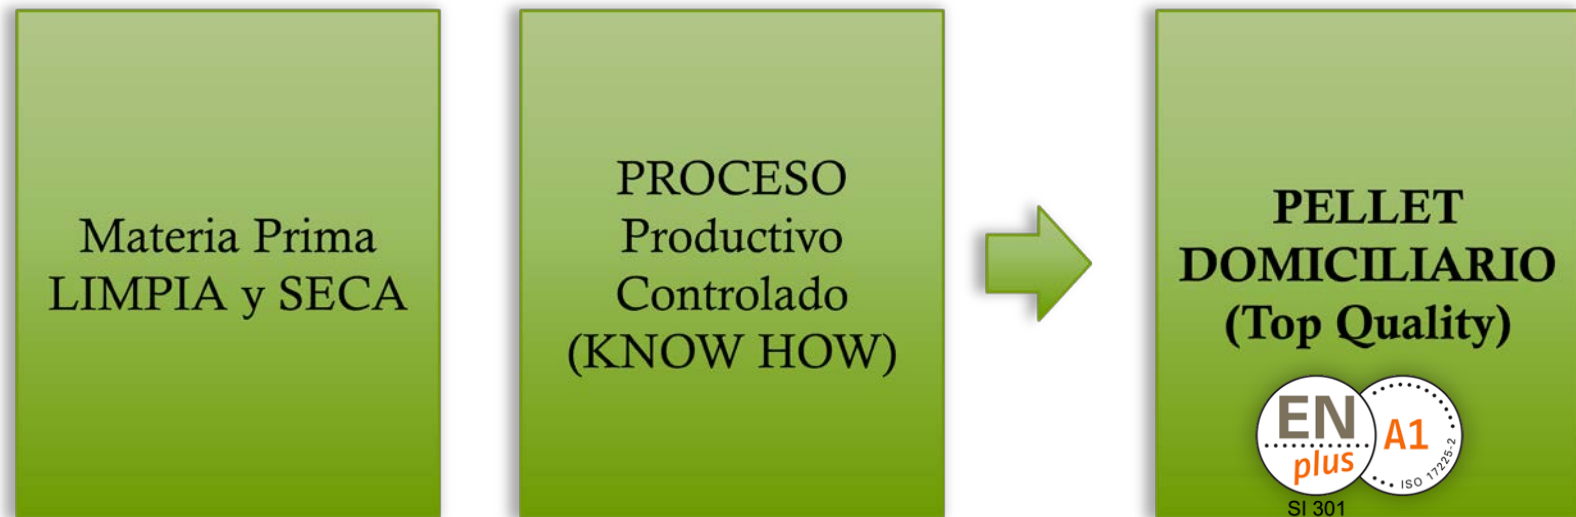 Materia Prima
LIMPIA y SECA
PROCESO
Productivo
Controlado
(KNOW HOW)
PELLET
DOMICILIARIO
(Top Quality)
EN
plus
A1
ISO 17225-2
SI 301